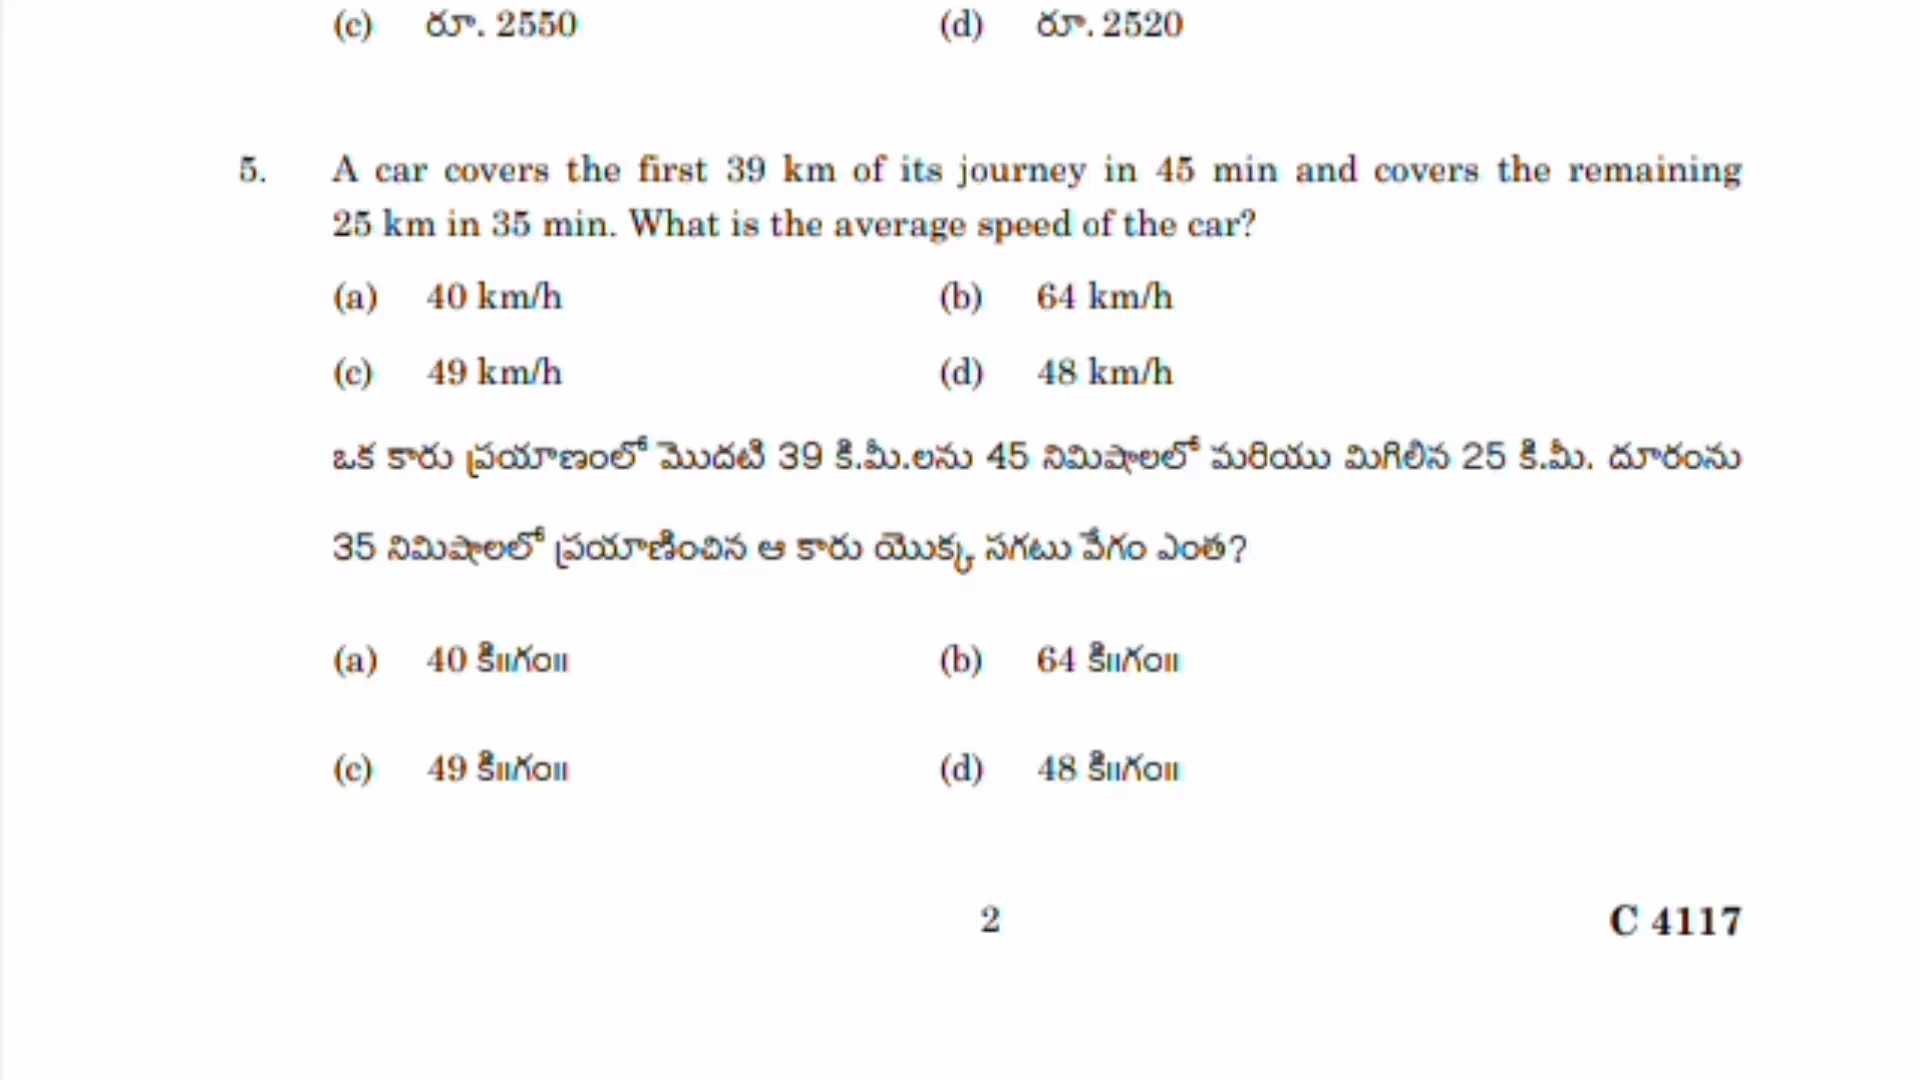 (c) రూ. 2550 (d) రూ. 2520
5. A car covers the first 39 km of its journey in 45 min and covers the remaining
25 km in 35 min. What is the average speed of the car?
(a) 40 km/h (b) 64 km/h
(c) 49 km/h (d) 48 km/h
ఒక కారు ప్రయాణంలో మొదటి 39 కి.మీ.లను 45 నిమిషాలలో మరియు మిగిలిన 25 కి.మీ. దూరంను
35 నిమిషాలలో ప్రయాణించిన ఆ కారు యొక్క సగటు వేగం ఎంత?
(a) 40 కి॥గం॥ (b) 64 కి॥గం॥
(c) 49 కి॥గం॥ (d) 48 కి॥గం॥
2 C 4117